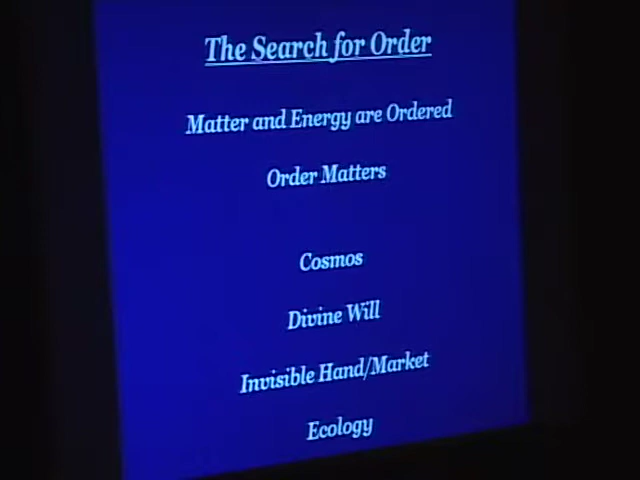 The Search for Order
Matter and Energy are Ordered
Order Matters
Cosmos
Divine Will
Invisible Hand/Market
Ecology